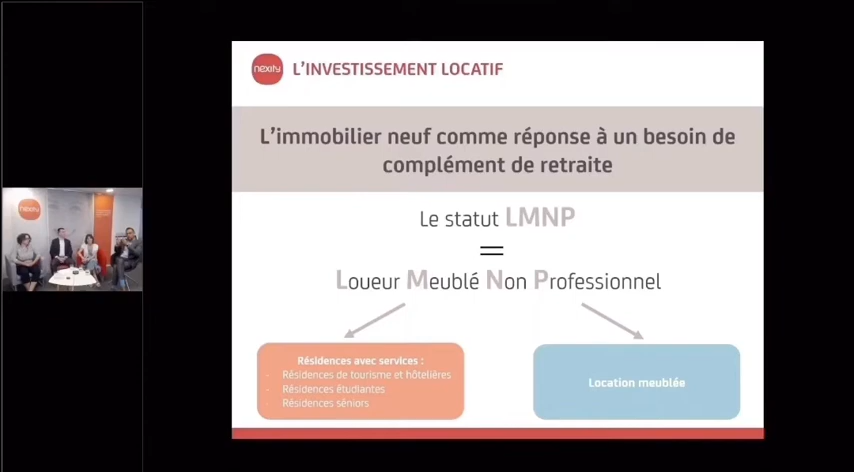 nexity L'INVESTISSEMENT LOCATIF
L'immobilier neuf comme réponse à un besoin de
complément de retraite
Le statut LMNP
=
Loueur Meublé Non Professionnel
Résidences avec services :
- Résidences de tourisme et hôtelières
- Résidences étudiantes
- Résidences séniors
Location meublée
nexity